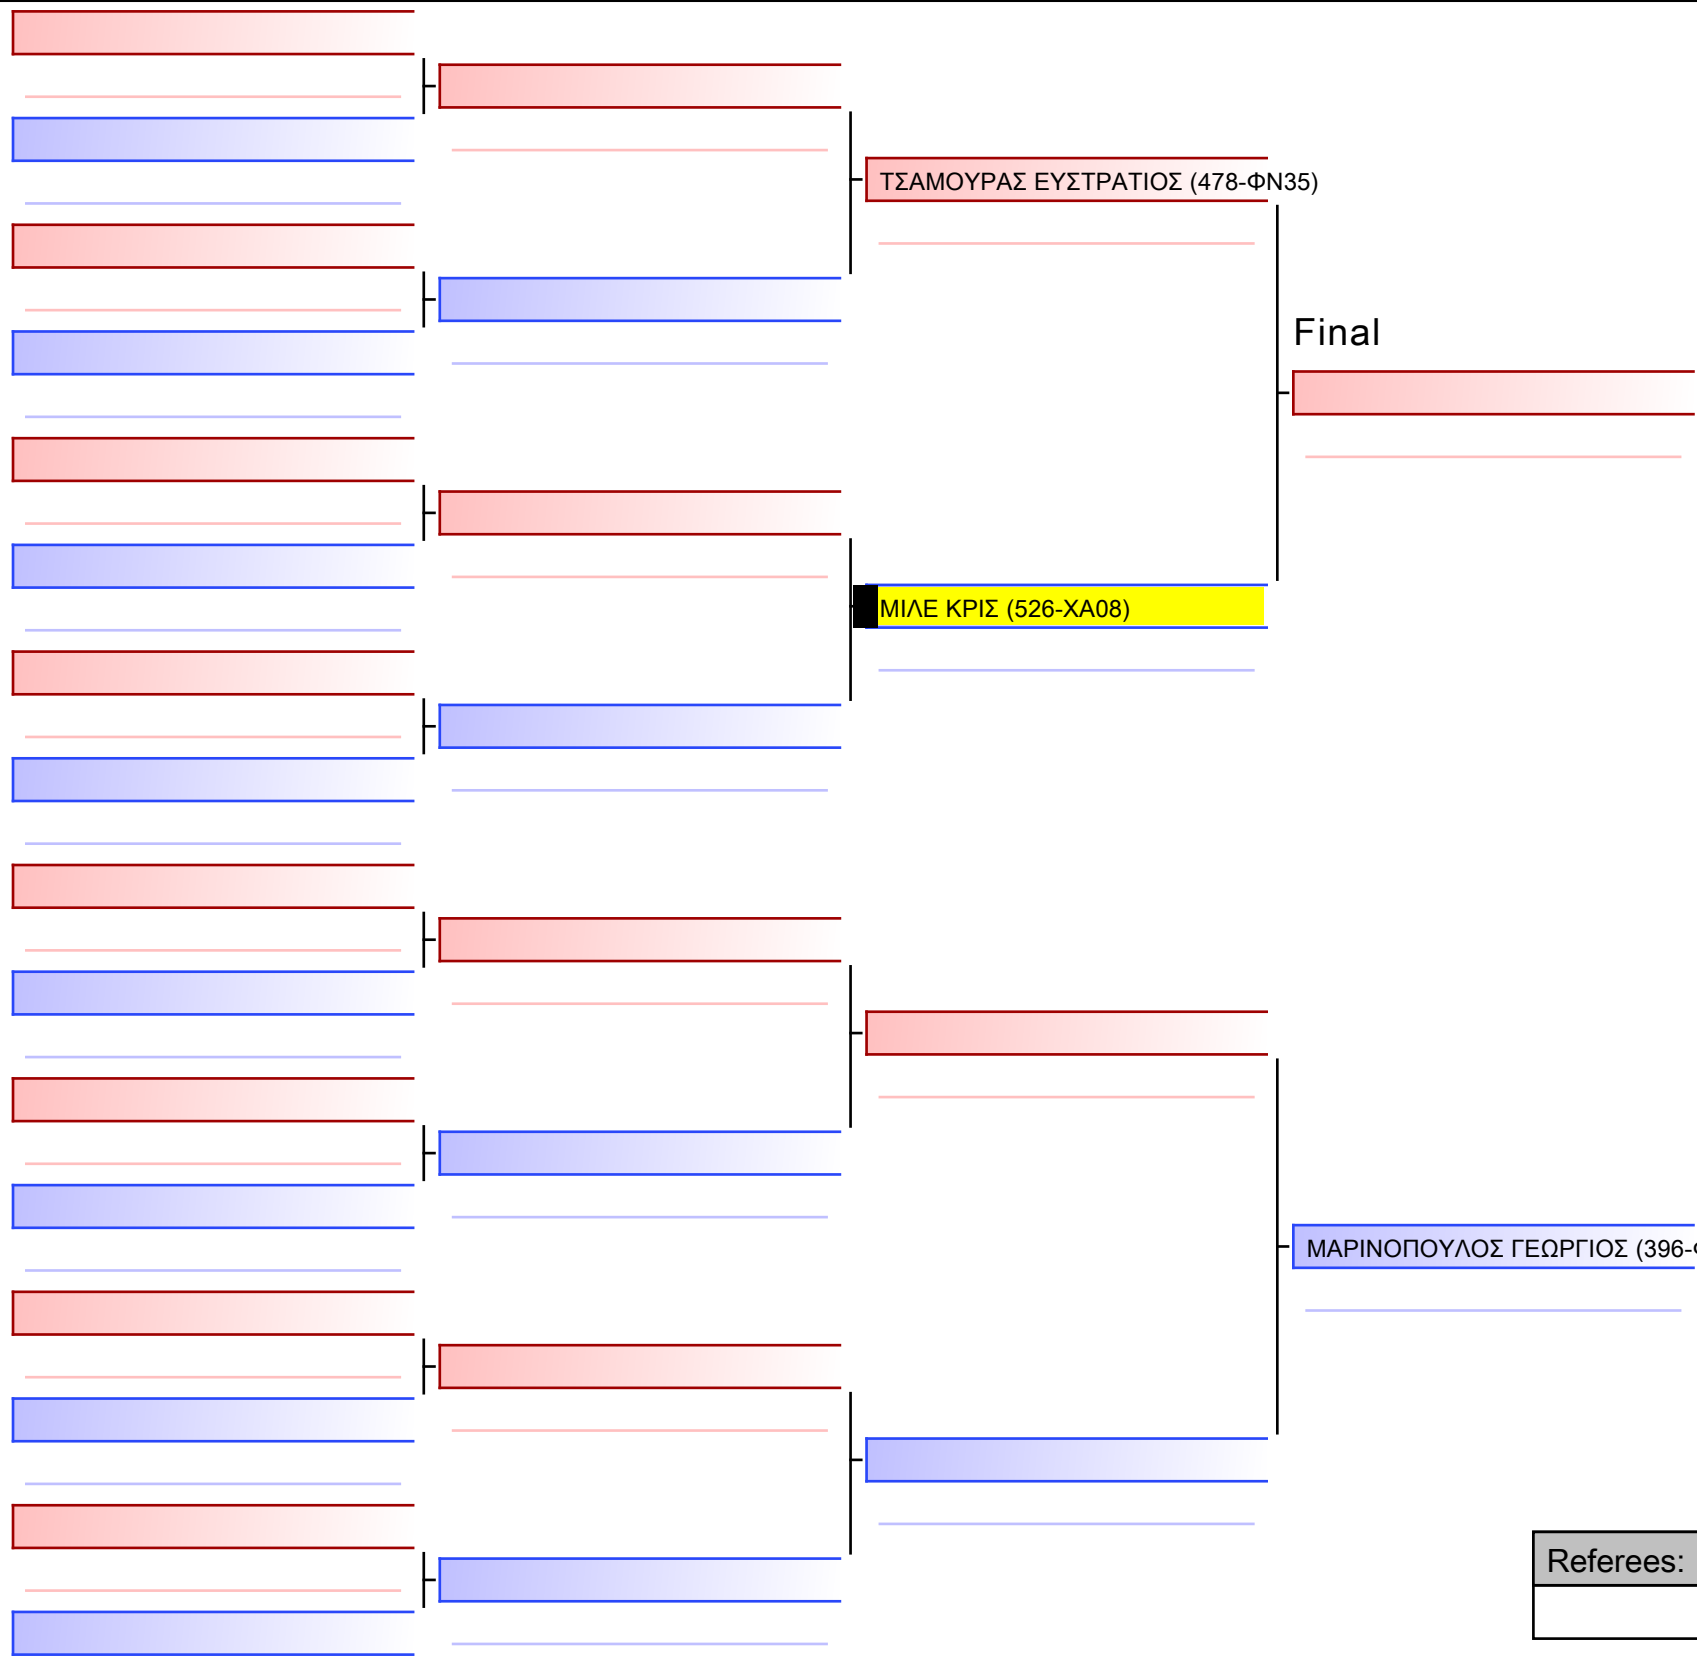 ΤΣΑΜΟΥΡΑΣ ΕΥΣΤΡΑΤΙΟΣ (478-ΦΝ35)
Final
ΜΙΛΕ ΚΡΙΣ (526-ΧΑ08)
ΜΑΡΙΝΟΠΟΥΛΟΣ ΓΕΩΡΓΙΟΣ (396-
Referees: